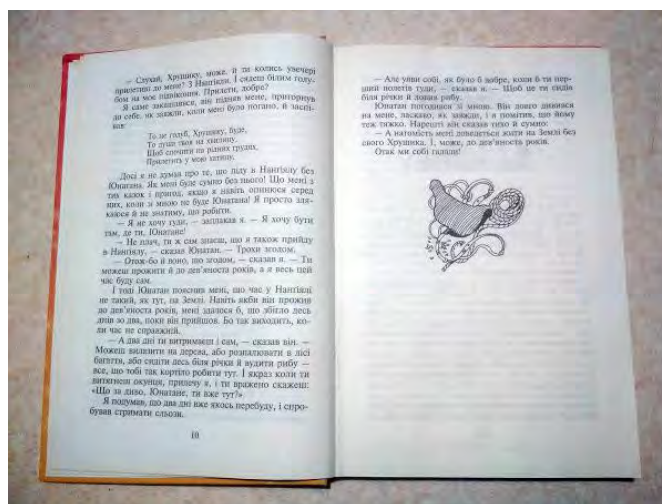 — Слухай, Хрущику, може, й ти колись увечері
прилетиш до мене? З Нангіяли. І сядеш білим голу-
бом на моє підвіконня. Прилети, добре?
Я саме закашлявся, він підняв мене, пригорнув
до себе, як завжди, коли мені було погано, й заспі-
вав:
То не голуб, Хрущику, буде,
То душа твоя на хвилину,
Щоб спочити на рідних грудях,
Прилетить у мою хатину.
Досі я не думав про те, що піду в Нангіялу без
Юнатана. Як мені буде сумно без нього! Що мені з
тих казок і пригод, якщо я навіть опинюся серед
них, коли зі мною не буде Юнатана! Я просто зля-
каюся й не знатиму, що робити.
— Я не хочу туди, — заплакав я. — Я хочу бути
там, де ти, Юнатане!
— Не плач, ти ж сам знаєш, що я також прийду
в Нангіялу, — сказав Юнатан. — Трохи згодом.
— Отож-бо й воно, що згодом, — сказав я. — Ти
можеш прожити й до дев'яноста років, а я весь цей
час буду сам.
І тоді Юнатан пояснив мені, що час у Нангіялі
не такий, як тут, на Землі. Навіть якби він прожив
до дев'яноста років, мені здалося б, що збігло десь
днів зо два, поки він прийшов. Бо так виходить, ко-
ли час не справжній.
— А два дні ти витримаєш і сам, — сказав він. —
Можеш вилазити на дерева, або розпалювати в лісі
багаття, або сидіти десь біля річки й вудити рибу —
все, що тобі так кортіло робити тут. І якраз коли ти
витягнеш окунця, прилечу я, і ти вражено скажеш:
«Що за диво, Юнатане, ти вже тут?»
Я подумав, що два дні вже якось перебуду, і спро-
бував стримати сльози.
10
— Але уяви собі, як було б добре, коли б ти пер-
ший полетів туди, — сказав я. — Щоб це ти сидів
біля річки й ловив рибу.
Юнатан погодився зі мною. Він довго дивився
на мене, ласкаво, як завжди, і я помітив, що йому
теж тяжко. Нарешті він сказав тихо й сумно:
— А натомість мені доведеться жити на Землі без
свого Хрущика. І, може, до дев'яноста років.
Отак ми собі гадали!